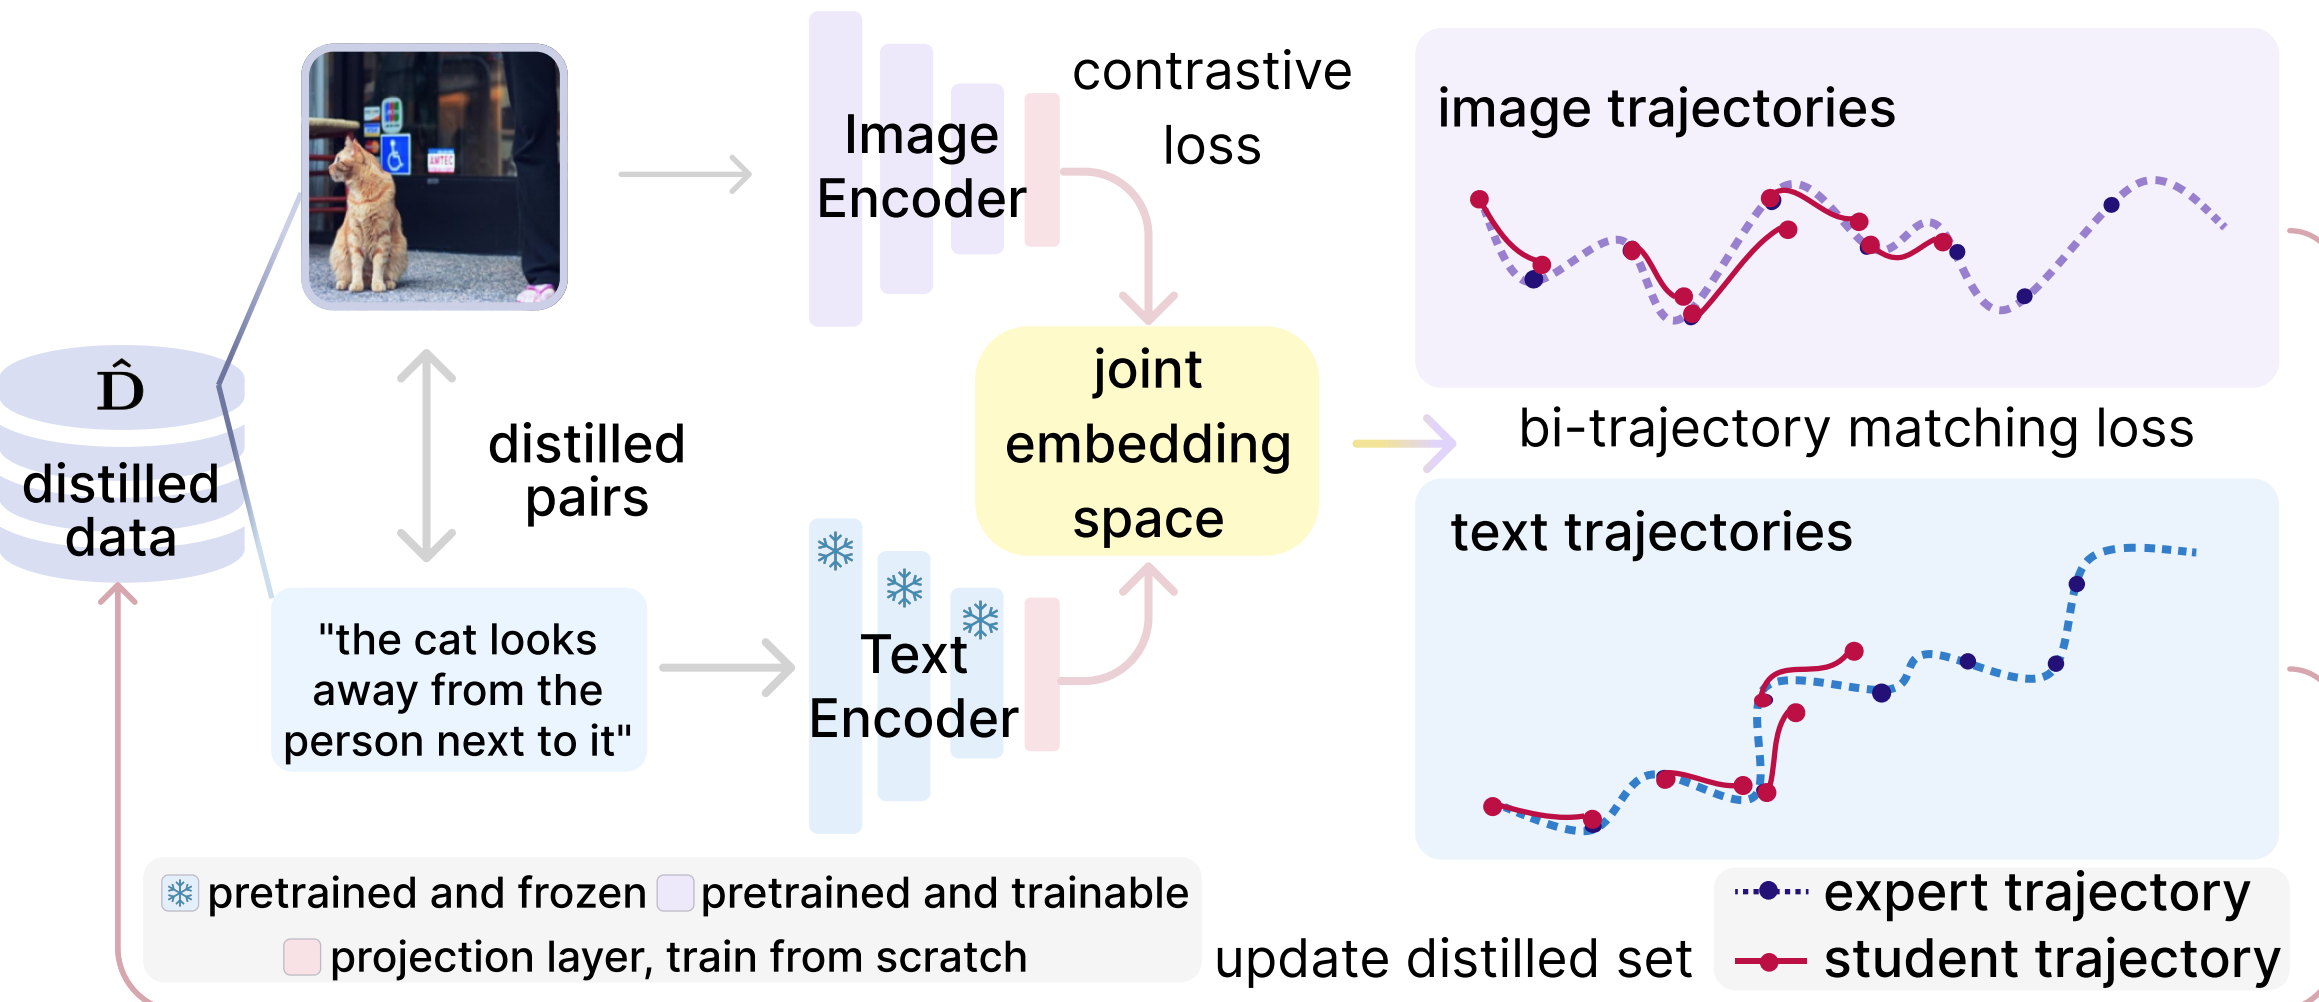 contrastive
loss
Image
Encoder
image trajectories
D̂
distilled
data
distilled
pairs
joint
embedding
space
bi-trajectory matching loss
text trajectories
"the cat looks
away from the
person next to it"
Text
Encoder
pretrained and frozen
pretrained and trainable
projection layer, train from scratch
update distilled set
expert trajectory
student trajectory
AMTEC